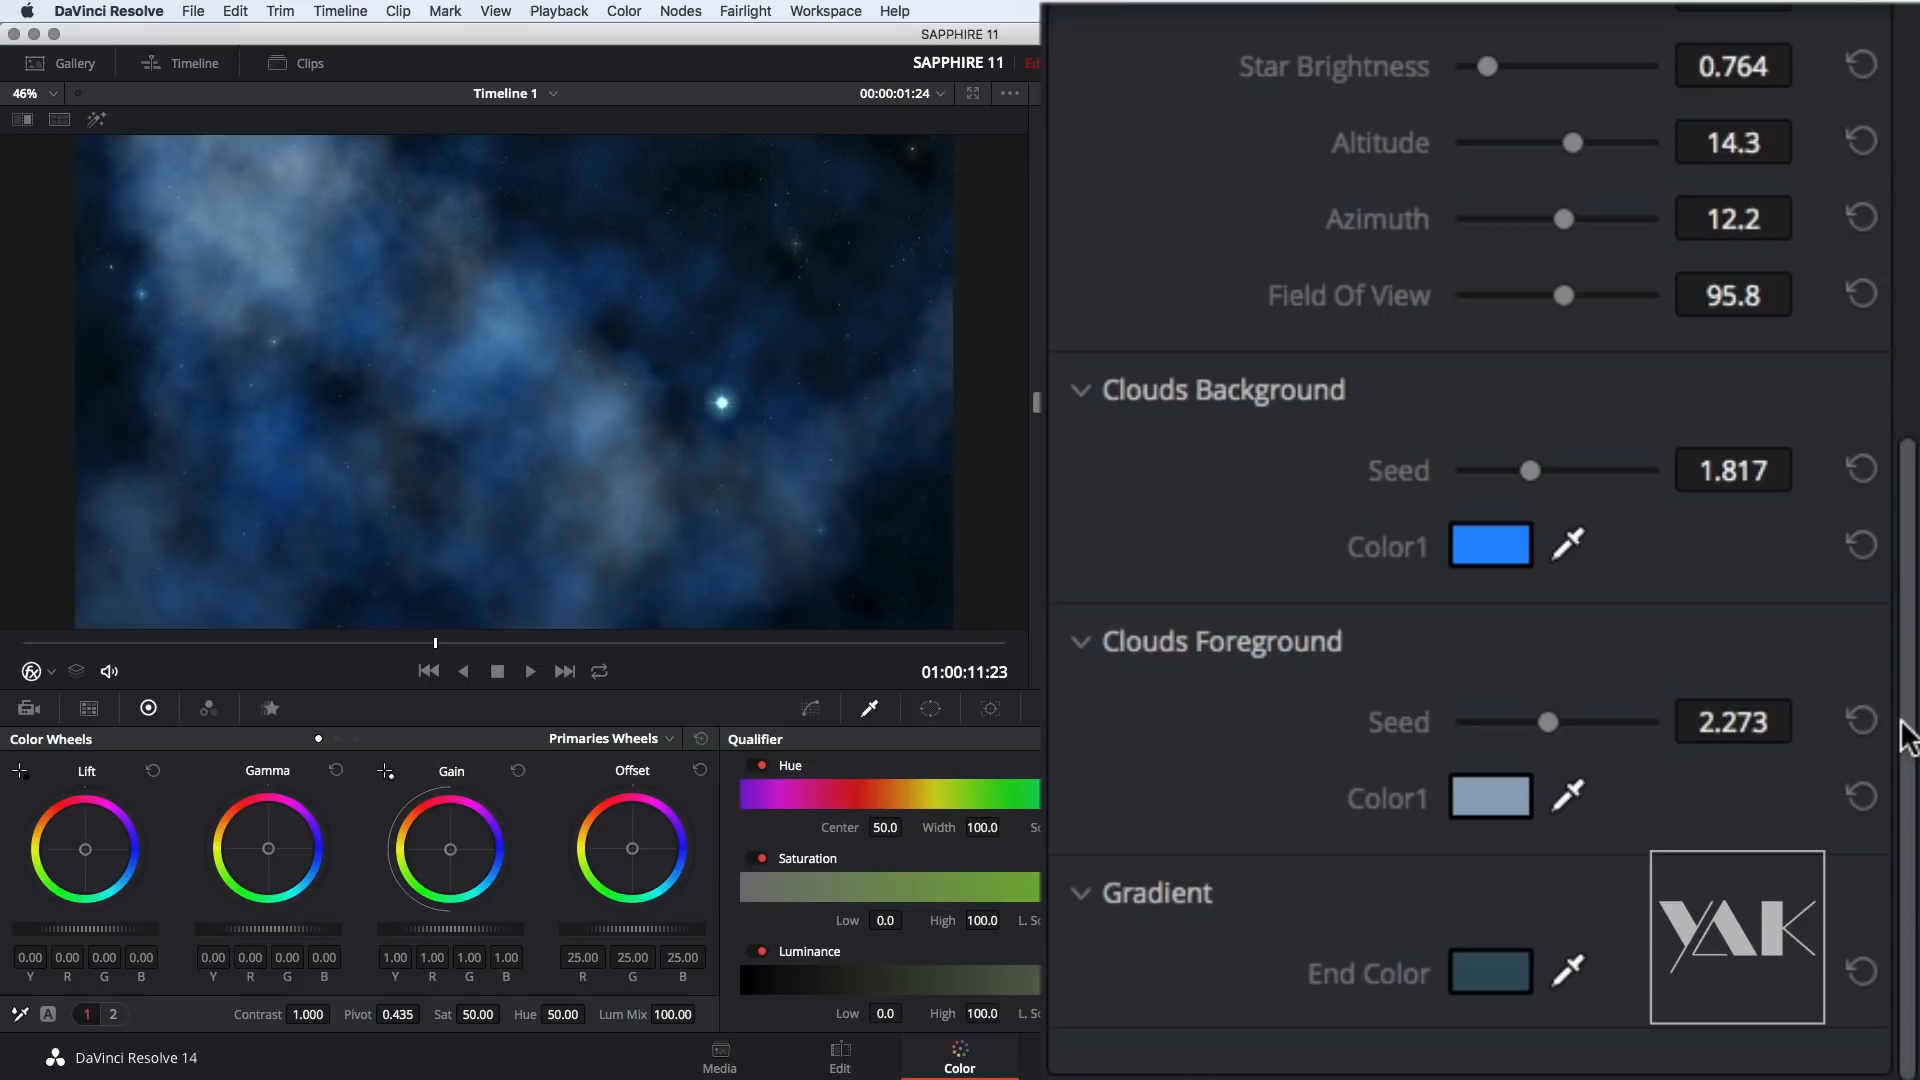 DaVinci Resolve File Edit Trim Timeline Clip Mark View Playback Color Nodes Fairlight Workspace Help
SAPPHIRE 11
Gallery Timeline Clips SAPPHIRE 11
46% Timeline 1 00:00:01:24
01:00:11:23
Color Wheels Primaries Wheels Qualifier
Lift Gamma Gain Offset
0.00 0.00 0.00 0.00 0.00 0.00 0.00 0.00 1.00 1.00 1.00 1.00 25.00 25.00 25.00
Y R G B Y R G B Y R G B R G B
A 1 2 Contrast 1.000 Pivot 0.435 Sat 50.00 Hue 50.00 Lum Mix 100.00
Hue
Center 50.0 Width 100.0
Saturation
Low 0.0 High 100.0
Luminance
Low 0.0 High 100.0
DaVinci Resolve 14 Media Edit Color
Star Brightness 0.764
Altitude 14.3
Azimuth 12.2
Field Of View 95.8
Clouds Background
Seed 1.817
Color1
Clouds Foreground
Seed 2.273
Color1
Gradient
End Color
YAK